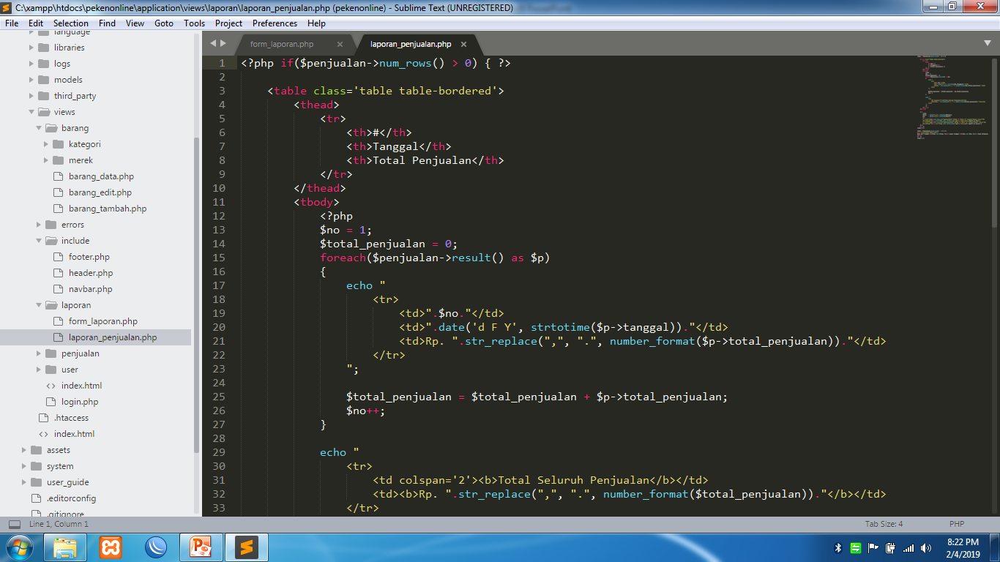 C:\xampp\htdocs\pekenonline\application\views\laporan\laporan_penjualan.php (pekenonline) - Sublime Text (UNREGISTERED)
File Edit Selection Find View Goto Tools Project Preferences Help
language
libraries
logs
models
third_party
views
barang
kategori
merek
barang_data.php
barang_edit.php
barang_tambah.php
errors
include
footer.php
header.php
navbar.php
laporan
form_laporan.php
laporan_penjualan.php
penjualan
user
index.html
login.php
.htaccess
index.html
assets
system
user_guide
.editorconfig
.gitignore
form_laporan.php × laporan_penjualan.php ×
1 <?php if($penjualan->num_rows() > 0) { ?>
2
3 <table class='table table-bordered'>
4 <thead>
5 <tr>
6 <th>#</th>
7 <th>Tanggal</th>
8 <th>Total Penjualan</th>
9 </tr>
10 </thead>
11 <tbody>
12 <?php
13 $no = 1;
14 $total_penjualan = 0;
15 foreach($penjualan->result() as $p)
16 {
17 echo "
18 <tr>
19 <td>".$no."</td>
20 <td>".date('d F Y', strtotime($p->tanggal))."</td>
21 <td>Rp. ".str_replace(",", ".", number_format($p->total_penjualan))."</td>
22 </tr>
23 ";
24
25 $total_penjualan = $total_penjualan + $p->total_penjualan;
26 $no++;
27 }
28
29 echo "
30 <tr>
31 <td colspan='2'><b>Total Seluruh Penjualan</b></td>
32 <td><b>Rp. ".str_replace(",", ".", number_format($total_penjualan))."</b></td>
33 </tr>
Line 1, Column 1
Tab Size: 4 PHP
8:22 PM
2/4/2019